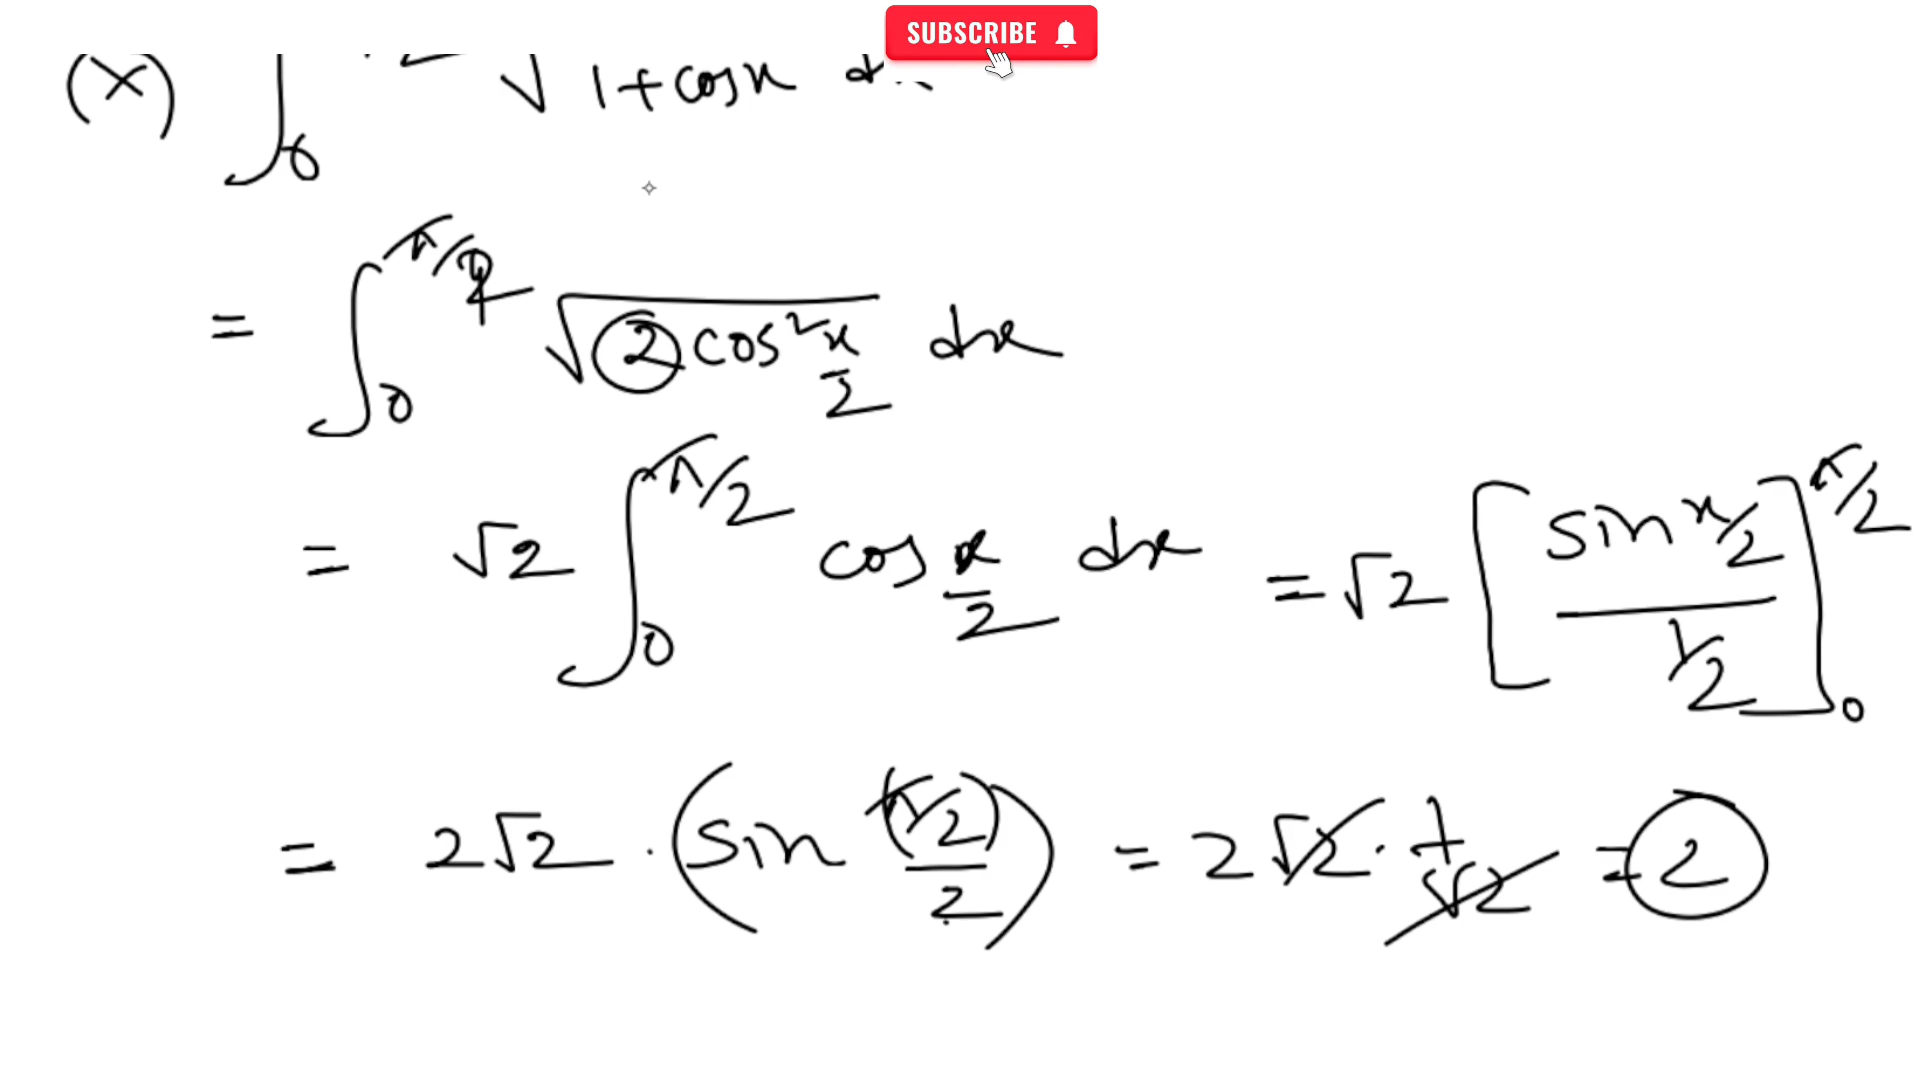 SUBSCRIBE
(x) ∫₀ √1+cosx
= ∫₀^π/2 √(2cos²x/2) dx
= √2 ∫₀^π/2 cos x/2 dx = √2 [sin x/2 / 1/2]₀^π/2
= 2√2 · (sin (π/2)/2) = 2√2 · 1/√2 = 2